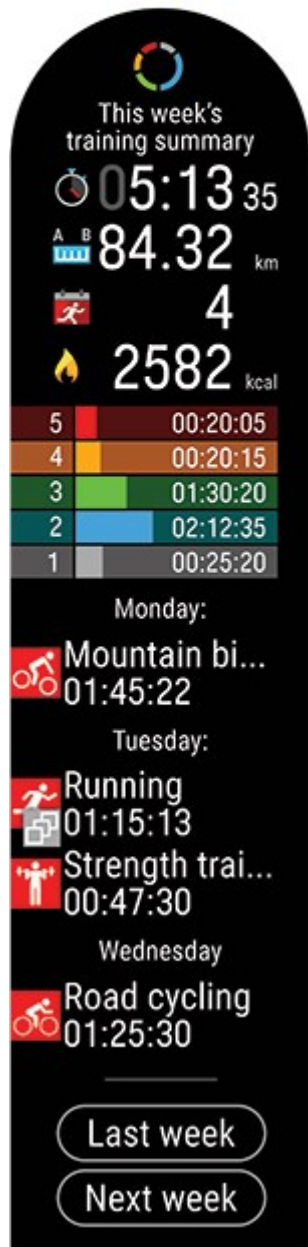 This week's
training summary
05:13 35
A B 84.32 km
4
2582 kcal
5 00:20:05
4 00:20:15
3 01:30:20
2 02:12:35
1 00:25:20
Monday:
Mountain bi...
01:45:22
Tuesday:
Running
01:15:13
Strength trai...
00:47:30
Wednesday
Road cycling
01:25:30
Last week
Next week